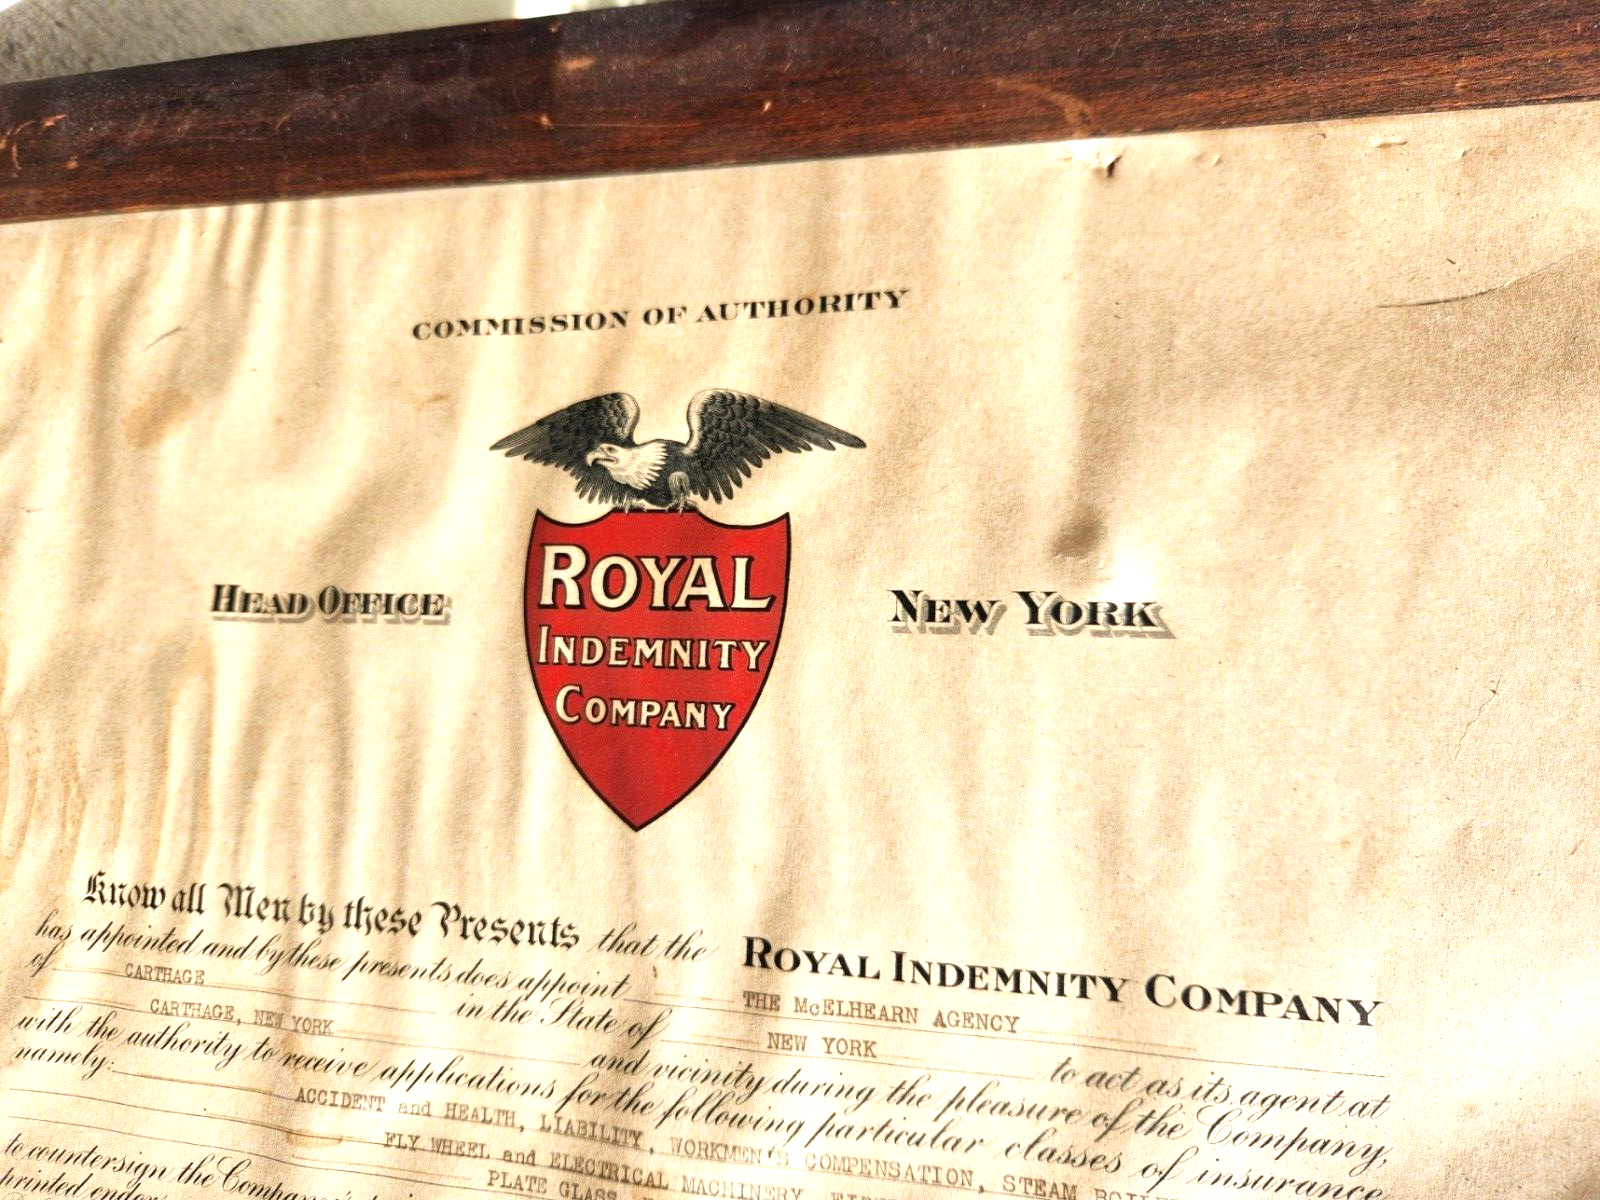 COMMISSION OF AUTHORITY
HEAD OFFICE
ROYAL
INDEMNITY
COMPANY
NEW YORK
Know all Men by these Presents that the ROYAL INDEMNITY COMPANY
has appointed and by these presents does appoint THE McELHEARN AGENCY
of CARTHAGE in the State of NEW YORK to act as its agent at
CARTHAGE, NEW YORK and vicinity during the pleasure of the Company,
with the authority to receive applications for the following particular classes of insurance
namely:
ACCIDENT and HEALTH, LIABILITY, WORKMEN'S COMPENSATION, STEAM
FLY WHEEL and ELECTRICAL MACHINERY,
PLATE GLASS
to countersign the Company's
printed